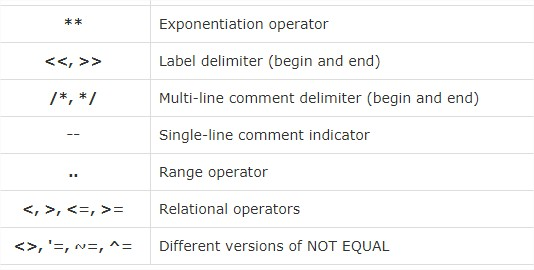 ** Exponentiation operator
<<, >> Label delimiter (begin and end)
/*, */ Multi-line comment delimiter (begin and end)
-- Single-line comment indicator
.. Range operator
<, >, <=, >= Relational operators
<>, '=, ~=, ^= Different versions of NOT EQUAL